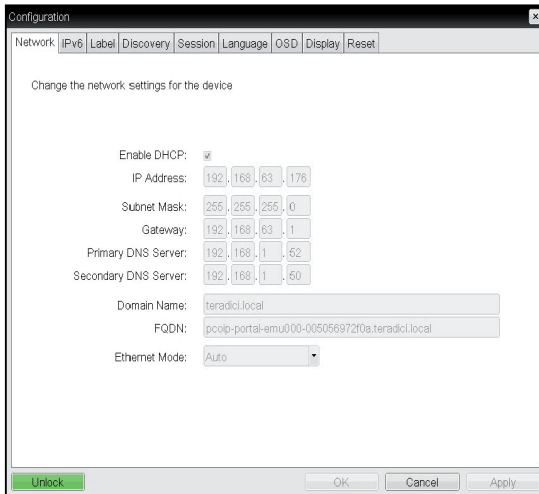 Configuration
Network IPv6 Label Discovery Session Language OSD Display Reset
Change the network settings for the device
Enable DHCP:
IP Address: 192 . 168 . 63 . 176
Subnet Mask: 255 . 255 . 255 . 0
Gateway: 192 . 168 . 63 . 1
Primary DNS Server: 192 . 168 . 1 . 52
Secondary DNS Server: 192 . 168 . 1 . 50
Domain Name: teradici.local
FQDN: pcoip-portal-emu000-005056972f0a.teradici.local
Ethernet Mode: Auto
Unlock OK Cancel Apply